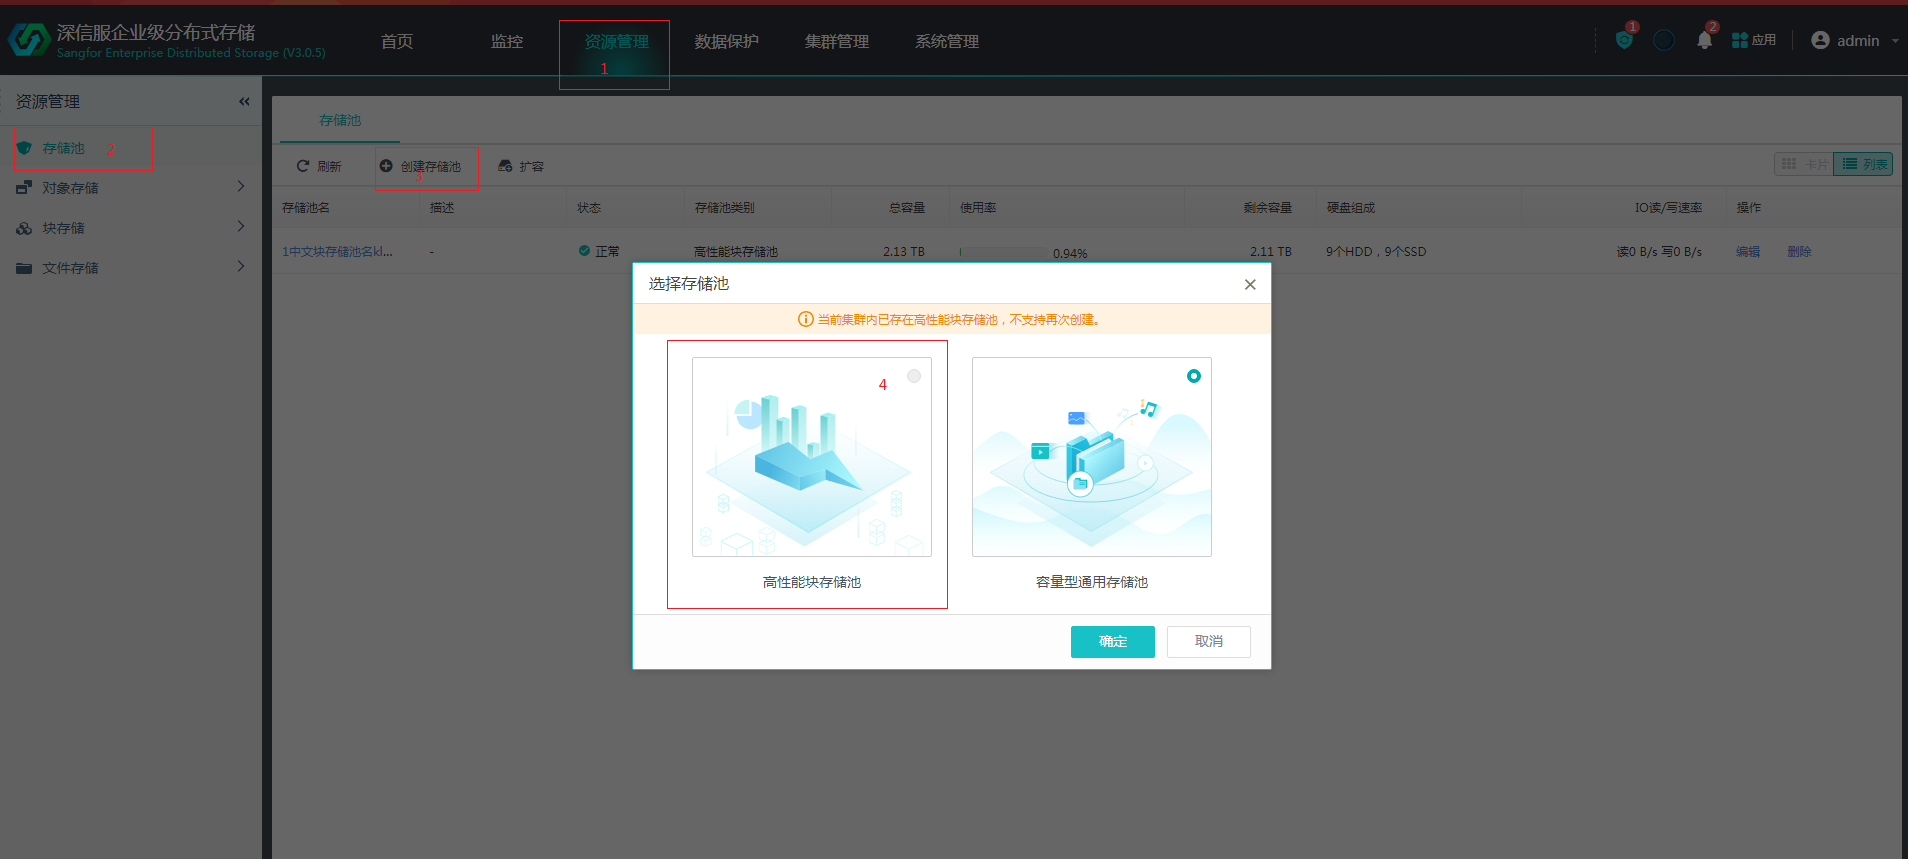 深信服企业级分布式存储
Sangfor Enterprise Distributed Storage (V3.0.5)
首页 监控 资源管理 数据保护 集群管理 系统管理
1
1 2 应用 admin
资源管理
存储池 2
对象存储
块存储
文件存储
存储池
刷新 创建存储池 扩容 卡片 列表
3
存储池名 描述 状态 存储池类别 总容量 使用率 剩余容量 硬盘组成 IO读/写速率 操作
1中文块存储池名kl... - 正常 高性能块存储池 2.13 TB 0.94% 2.11 TB 9个HDD，9个SSD 读0 B/s 写0 B/s 编辑 删除
选择存储池
当前集群内已存在高性能块存储池，不支持再次创建。
4
高性能块存储池 容量型通用存储池
确定 取消